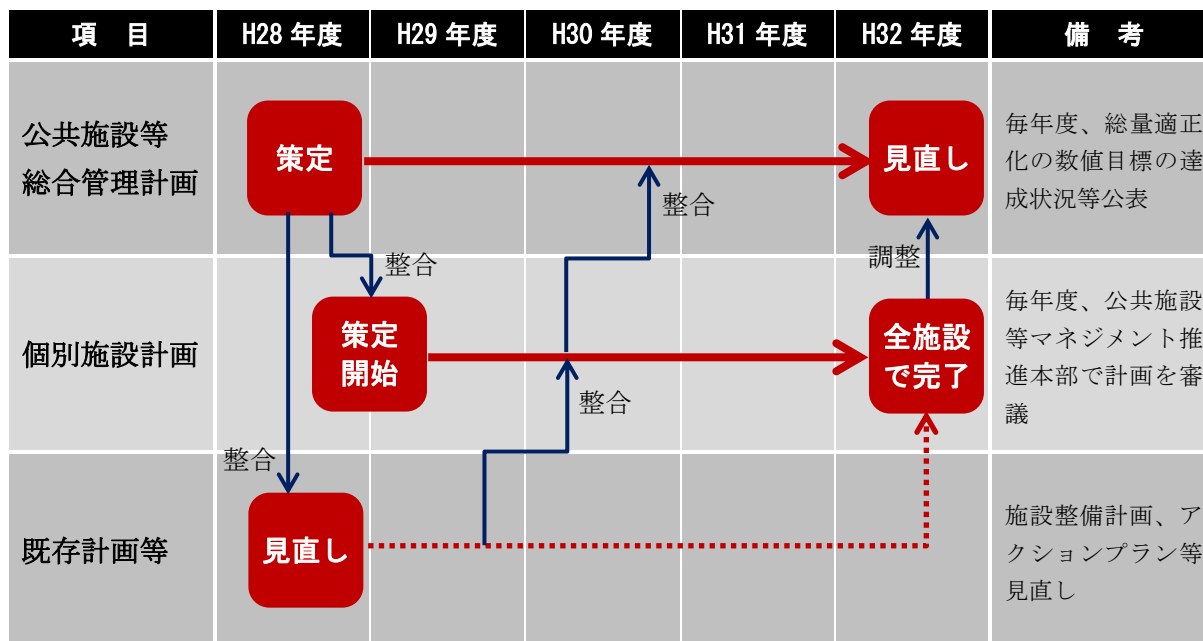 項　目
H28 年度
H29 年度
H30 年度
H31 年度
H32 年度
備　考
公共施設等
総合管理計画
策定
見直し
整合
整合
調整
毎年度、総量適正
化の数値目標の達
成状況等公表
個別施設計画
策定
開始
全施設
で完了
整合
整合
毎年度、公共施設
等マネジメント推
進本部で計画を審
議
既存計画等
見直し
施設整備計画、ア
クションプラン等
見直し